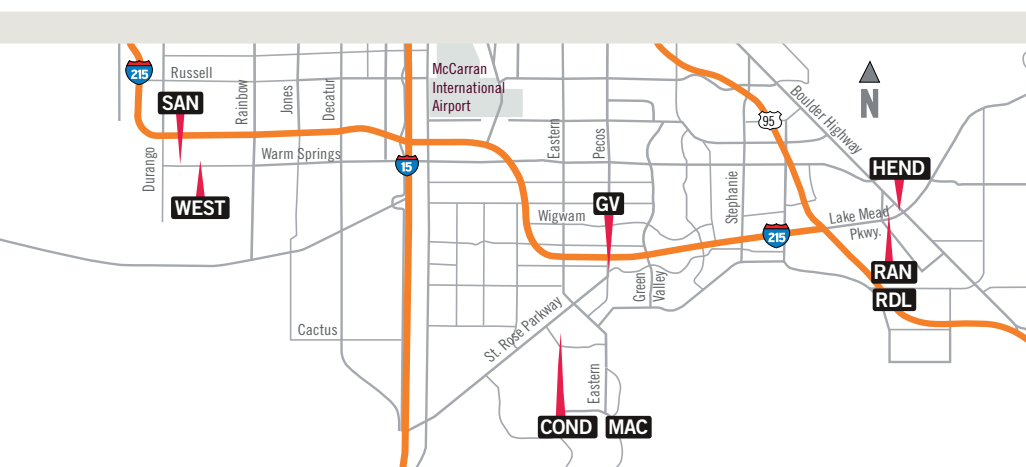 215
Russell
SAN
Durango
Rainbow
Jones
Decatur
Warm Springs
WEST
15
McCarran
International
Airport
Eastern
Pecos
Wigwam
GV
95
Boulder Highway
N
HEND
Stephanie
Lake Mead
Pkwy.
215
RAN
RDL
Green
Valley
St. Rose Parkway
Cactus
Eastern
COND
MAC